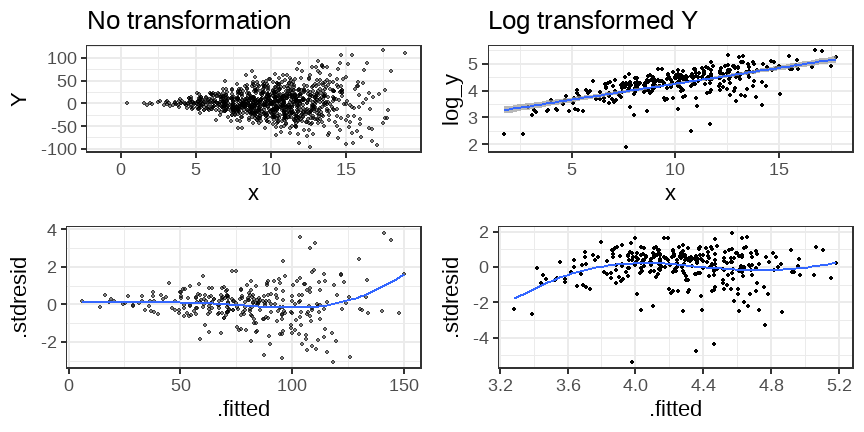 No transformation
Y
100
50
0
-50
-100
0 5 10 15
x
Log transformed Y
log_y
5
4
3
2
5 10 15
x
.stdresid
4
2
0
-2
0 50 100 150
.fitted
.stdresid
2
0
-2
-4
3.2 3.6 4.0 4.4 4.8 5.2
.fitted